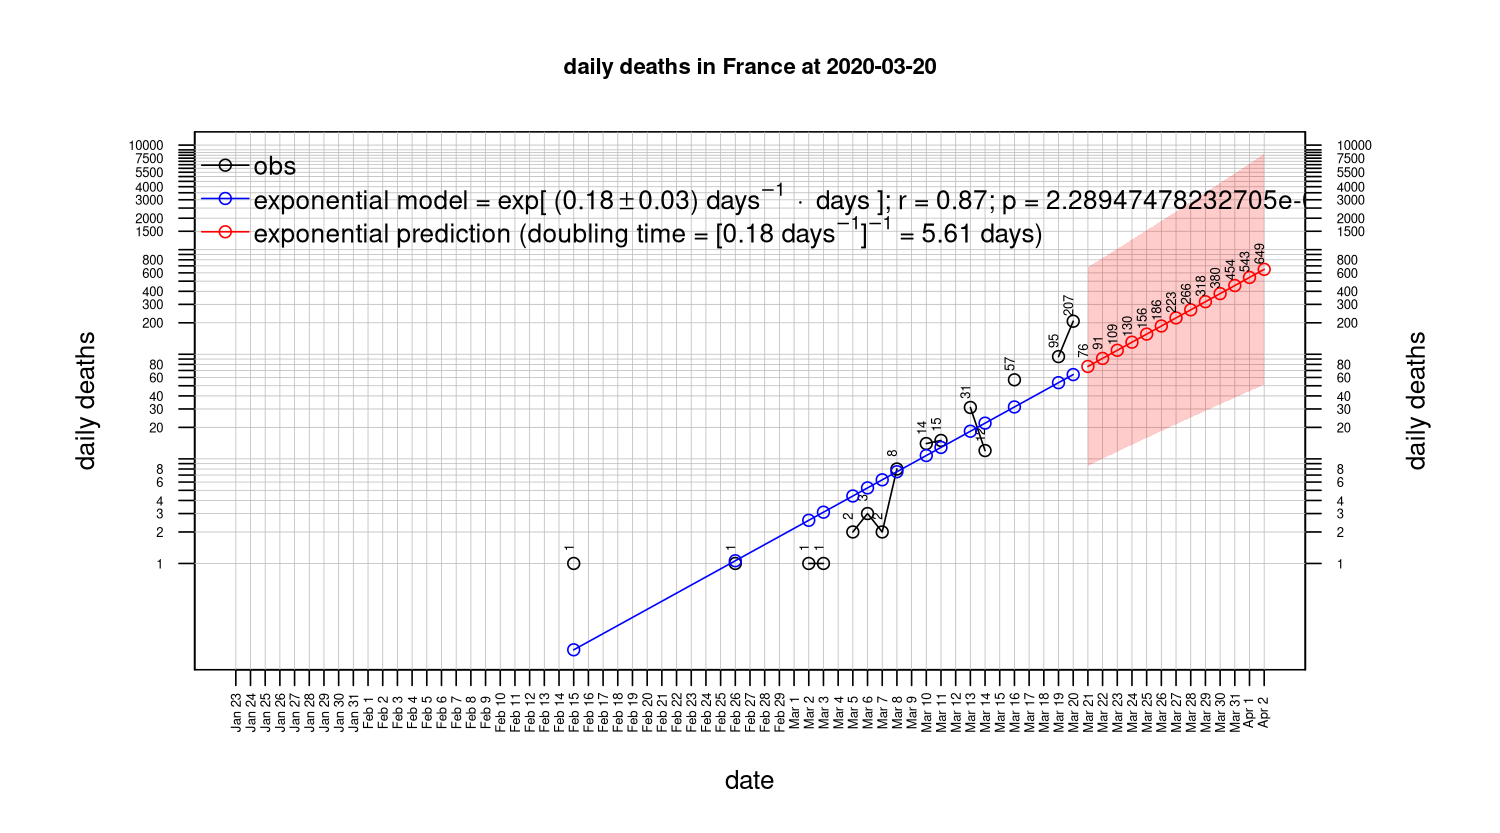 daily deaths in France at 2020-03-20
obs
exponential model = exp[ (0.18 ± 0.03) days⁻¹ · days ]; r = 0.87; p = 2.28947478232705e-
exponential prediction (doubling time = [0.18 days⁻¹]⁻¹ = 5.61 days)
daily deaths
10000
7500
5500
4000
3000
2000
1500
800
600
400
300
200
80
60
40
30
20
8
6
4
3
2
1
1
1
1
1
2
3
2
8
14
15
31
12
57
95
207
76
91
109
130
156
186
223
266
318
380
454
543
649
10000
7500
5500
4000
3000
2000
1500
800
600
400
300
200
80
60
40
30
20
8
6
4
3
2
1
daily deaths
Jan 23
Jan 24
Jan 25
Jan 26
Jan 27
Jan 28
Jan 29
Jan 30
Jan 31
Feb 1
Feb 2
Feb 3
Feb 4
Feb 5
Feb 6
Feb 7
Feb 8
Feb 9
Feb 10
Feb 11
Feb 12
Feb 13
Feb 14
Feb 15
Feb 16
Feb 17
Feb 18
Feb 19
Feb 20
Feb 21
Feb 22
Feb 23
Feb 24
Feb 25
Feb 26
Feb 27
Feb 28
Feb 29
Mar 1
Mar 2
Mar 3
Mar 4
Mar 5
Mar 6
Mar 7
Mar 8
Mar 9
Mar 10
Mar 11
Mar 12
Mar 13
Mar 14
Mar 15
Mar 16
Mar 17
Mar 18
Mar 19
Mar 20
Mar 21
Mar 22
Mar 23
Mar 24
Mar 25
Mar 26
Mar 27
Mar 28
Mar 29
Mar 30
Mar 31
Apr 1
Apr 2
date